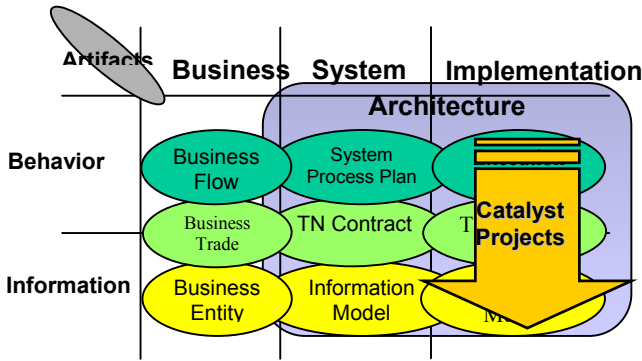 Artifacts
Business System Implementation
Architecture
Behavior
Business
Flow
System
Process Plan
Business
Trade
TN Contract
Catalyst
Projects
Information
Business
Entity
Information
Model